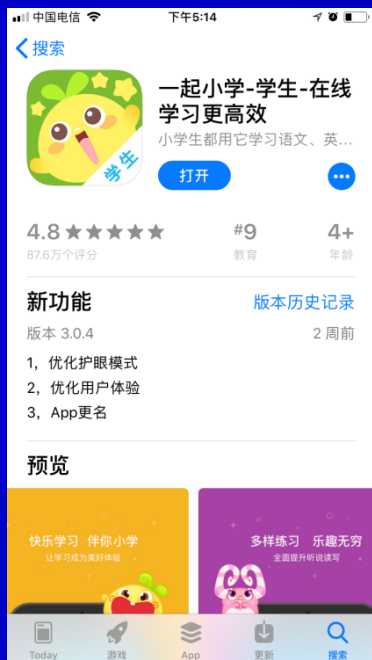 中国电信 下午5:14
搜索
学生
一起小学-学生-在线
学习更高效
小学生都用它学习语文、英...
打开
4.8 #9 4+
87.6万个评分 教育 年龄
新功能 版本历史记录
版本 3.0.4 2 周前
1，优化护眼模式
2，优化用户体验
3，App更名
预览
快乐学习 伴你小学
让学习成为美好体验
多样练习 乐趣无穷
全面提升听说读写
Today 游戏 App 更新 搜索